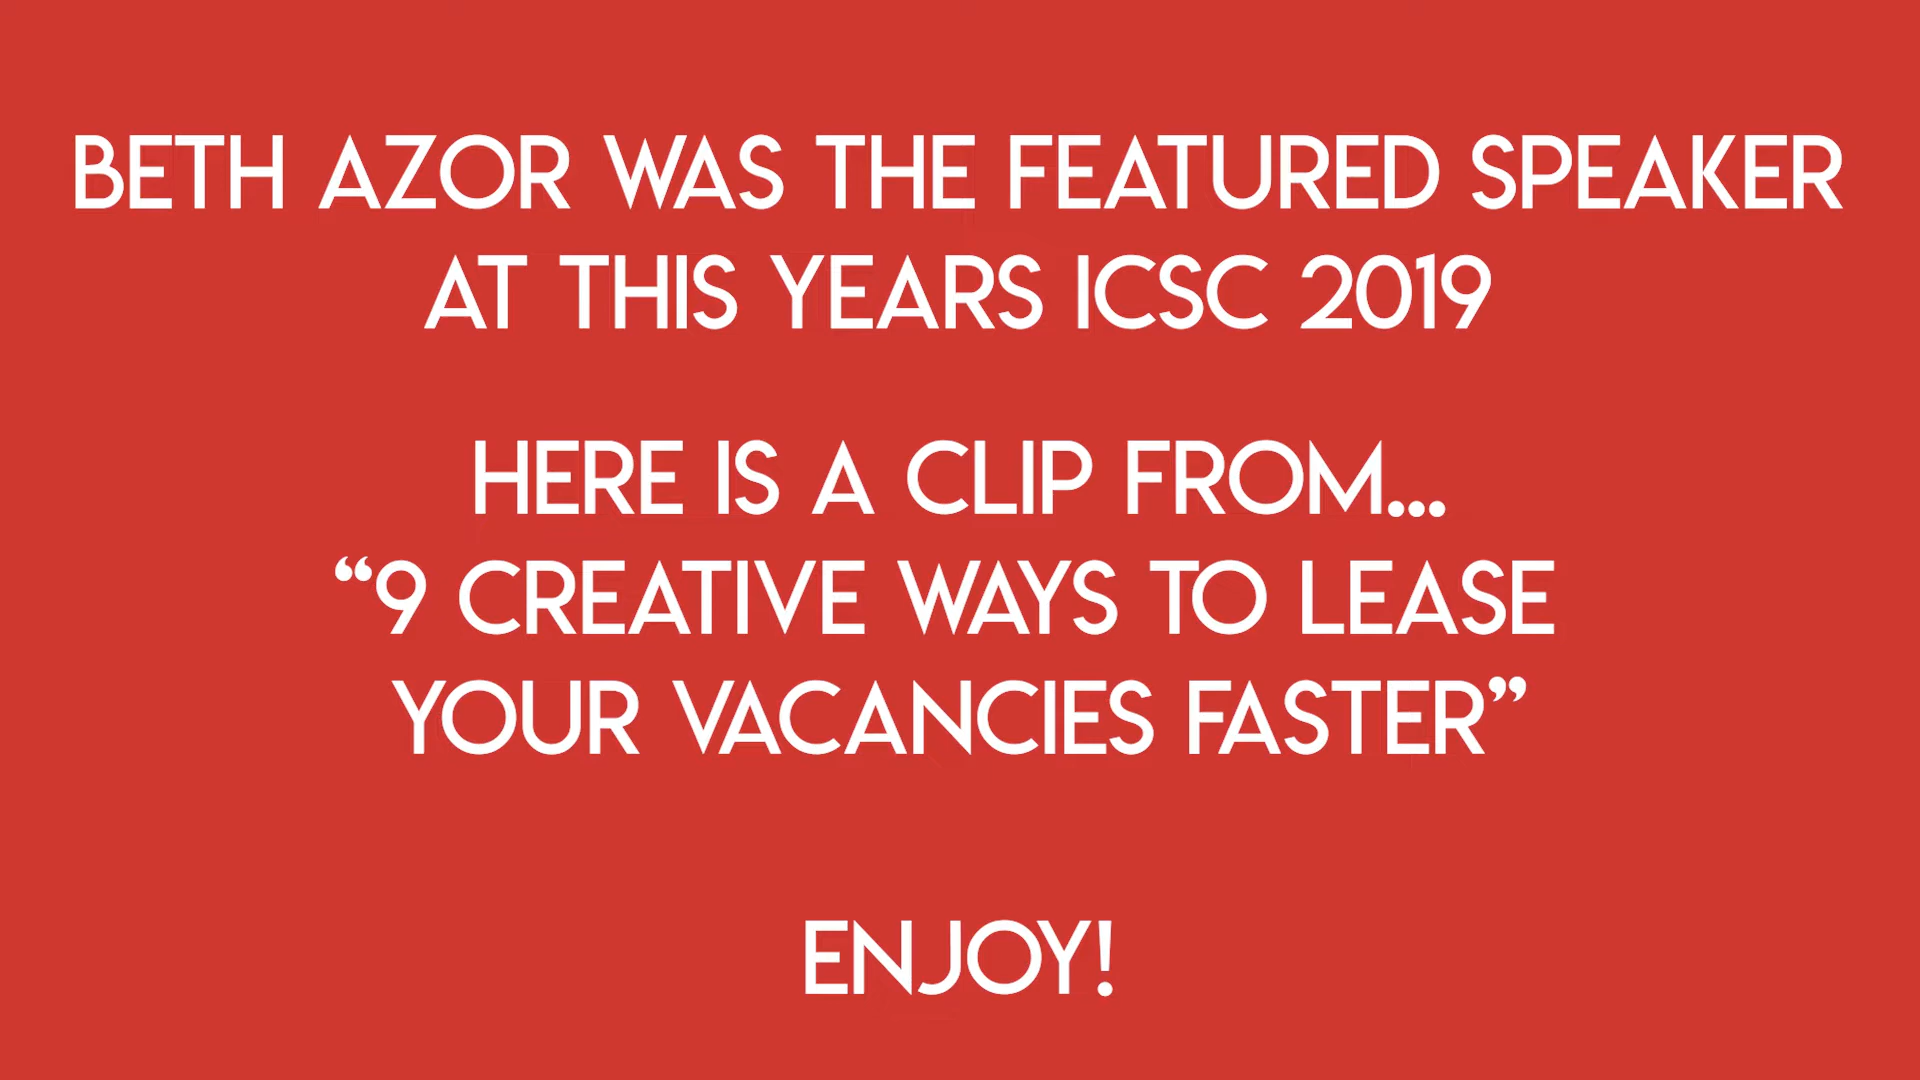 BETH AZOR WAS THE FEATURED SPEAKER
AT THIS YEARS ICSC 2019
HERE IS A CLIP FROM...
“9 CREATIVE WAYS TO LEASE
YOUR VACANCIES FASTER”
ENJOY!